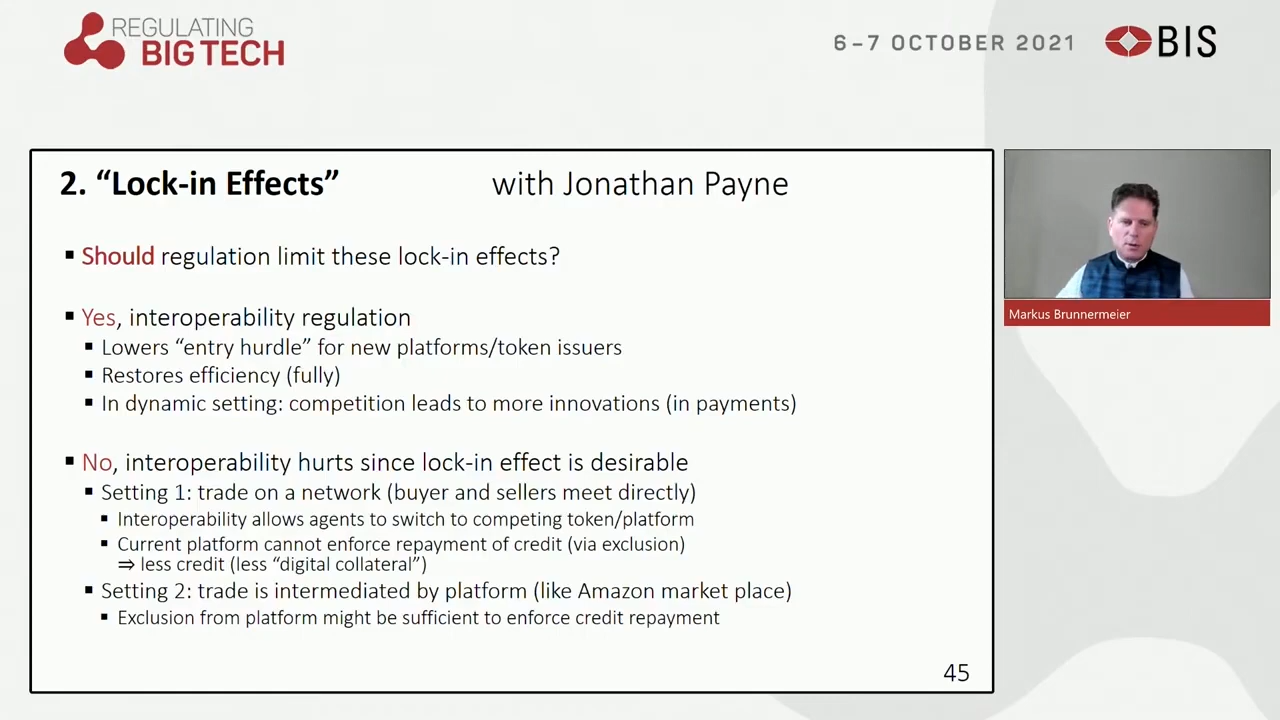 REGULATING
BIG TECH
6–7 OCTOBER 2021
BIS
2. “Lock-in Effects”
with Jonathan Payne
▪ Should regulation limit these lock-in effects?
▪ Yes, interoperability regulation
▪ Lowers “entry hurdle” for new platforms/token issuers
▪ Restores efficiency (fully)
▪ In dynamic setting: competition leads to more innovations (in payments)
▪ No, interoperability hurts since lock-in effect is desirable
▪ Setting 1: trade on a network (buyer and sellers meet directly)
▪ Interoperability allows agents to switch to competing token/platform
▪ Current platform cannot enforce repayment of credit (via exclusion)
⇒ less credit (less “digital collateral”)
▪ Setting 2: trade is intermediated by platform (like Amazon market place)
▪ Exclusion from platform might be sufficient to enforce credit repayment
45
Markus Brunnermeier